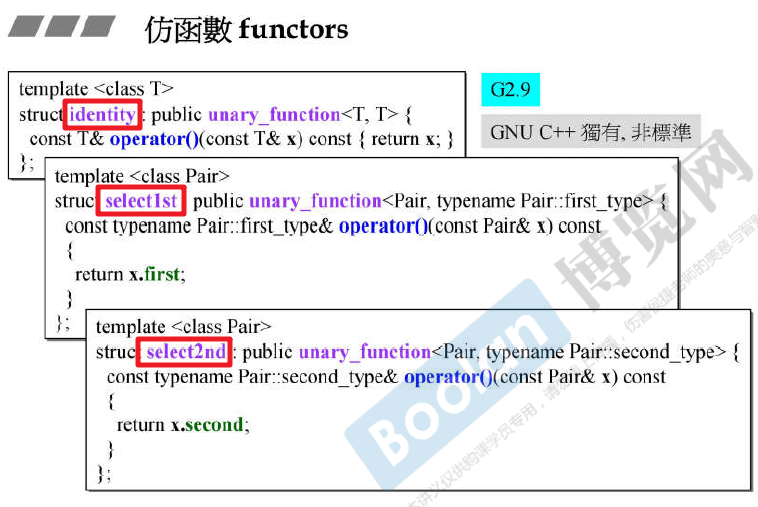 仿函數 functors
template <class T>
struct identity : public unary_function<T, T> {
const T& operator()(const T& x) const { return x; }
};
G2.9
GNU C++ 獨有, 非標準
template <class Pair>
struct select1st : public unary_function<Pair, typename Pair::first_type> {
const typename Pair::first_type& operator()(const Pair& x) const
{
return x.first;
}
};
template <class Pair>
struct select2nd : public unary_function<Pair, typename Pair::second_type> {
const typename Pair::second_type& operator()(const Pair& x) const
{
return x.second;
}
};
Boolan
博览网